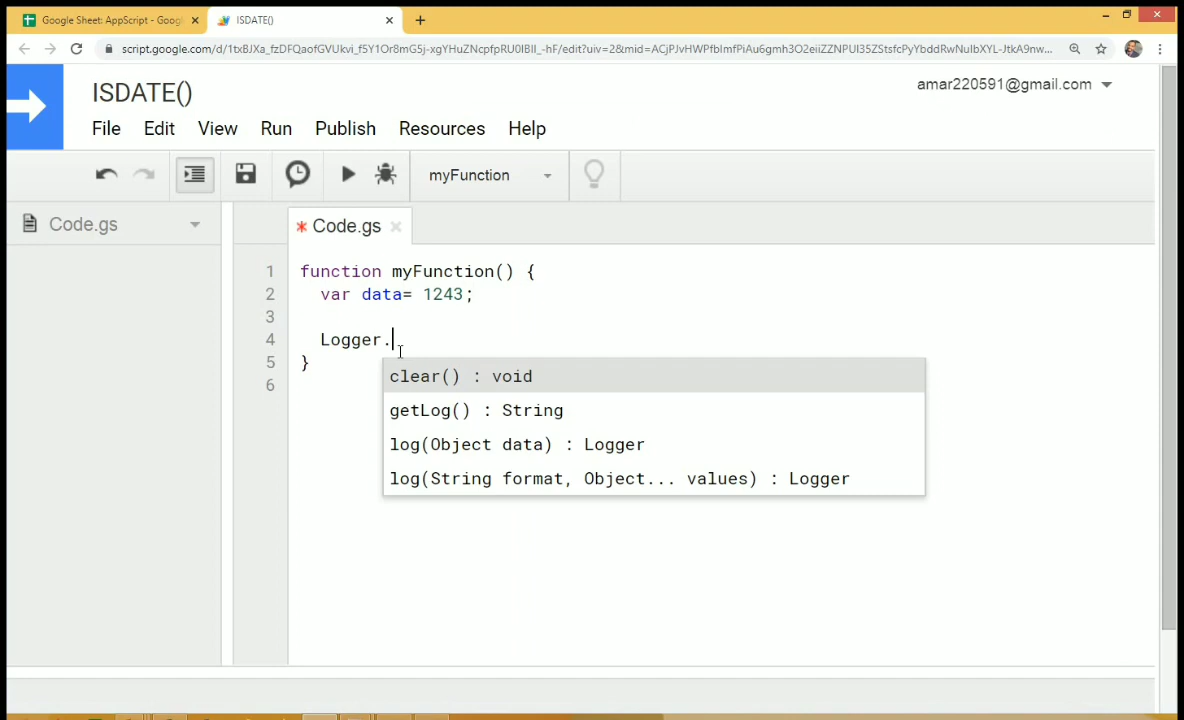 Google Sheet: AppScript - Goog
ISDATE()
script.google.com/d/1txBJXa_fzDFQaofGVUkvi_f5Y1Or8mG5j-xgYHuZNcpfpRU0IBIl_-hF/edit?uiv=2&mid=ACjPJvHWPfbImfPiAu6gmh3O2eiiZZNPUI35ZStsfcPyYbddRwNuIbXYL-JtkA9nw...
ISDATE()
amar220591@gmail.com
File Edit View Run Publish Resources Help
myFunction
Code.gs
* Code.gs
1 function myFunction() {
2 var data= 1243;
3
4 Logger.
5 }
6
clear() : void
getLog() : String
log(Object data) : Logger
log(String format, Object... values) : Logger